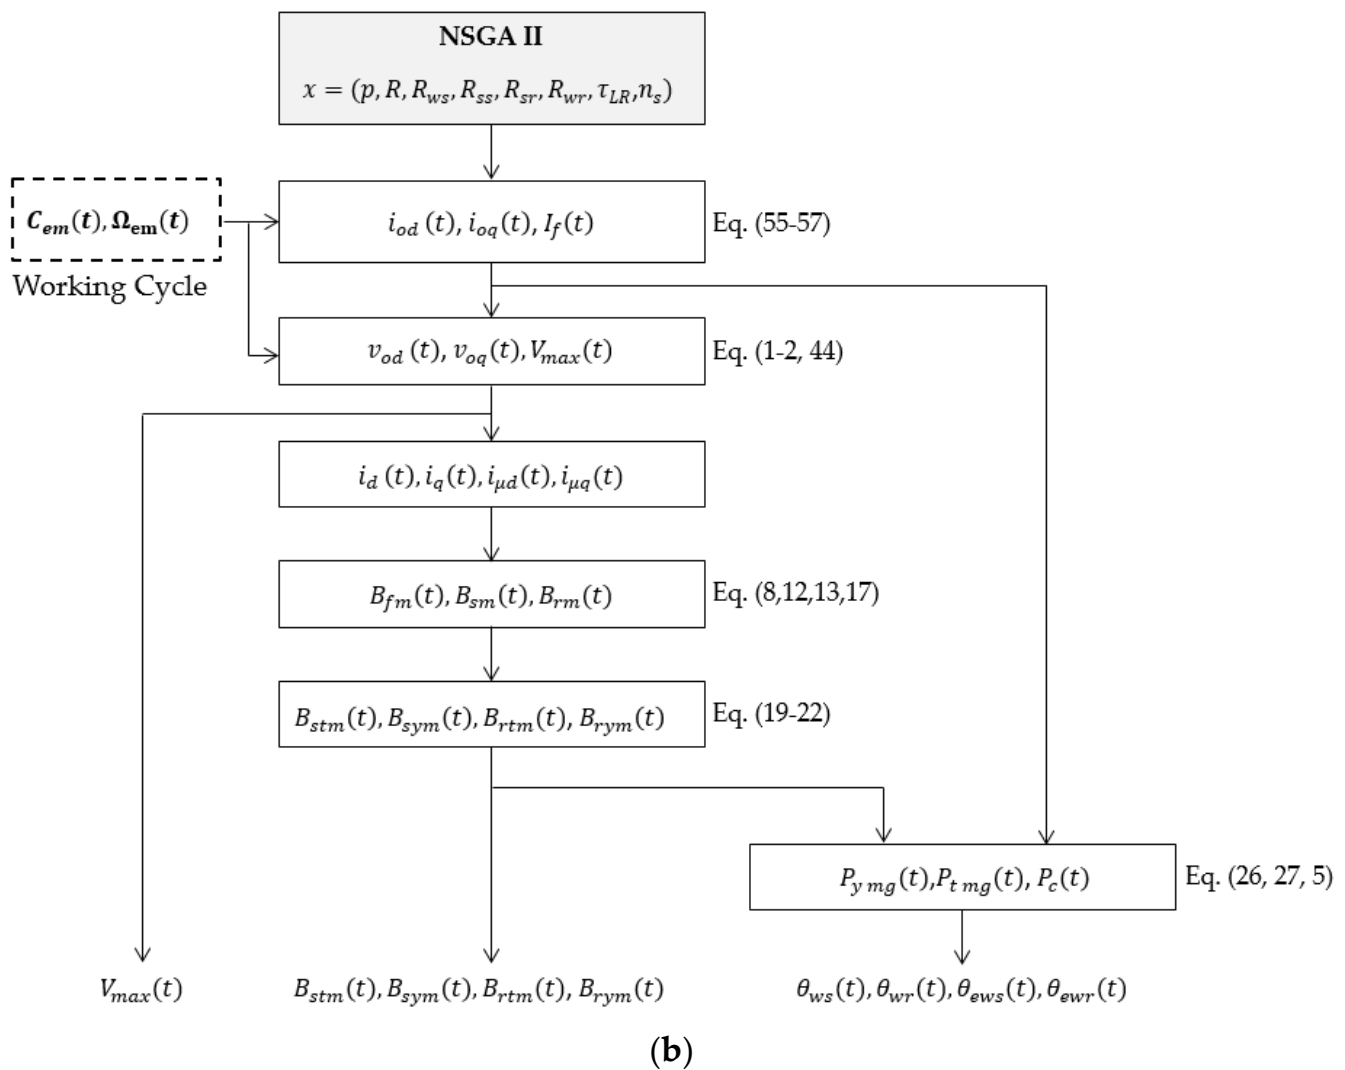 NSGA II
x = (p, R, R_ws, R_ss, R_sr, R_wr, τ_LR, n_s)
C_em(t), Ω_em(t)
Working Cycle
i_od (t), i_oq(t), I_f(t)
Eq. (55-57)
v_od (t), v_oq(t), V_max(t)
Eq. (1-2, 44)
i_d (t), i_q(t), i_μd(t), i_μq(t)
B_fm(t), B_sm(t), B_rm(t)
Eq. (8,12,13,17)
B_stm(t), B_sym(t), B_rtm(t), B_rym(t)
Eq. (19-22)
P_y mg(t), P_t mg(t), P_c(t)
Eq. (26, 27, 5)
V_max(t)
B_stm(t), B_sym(t), B_rtm(t), B_rym(t)
θ_ws(t), θ_wr(t), θ_ews(t), θ_ewr(t)
(b)